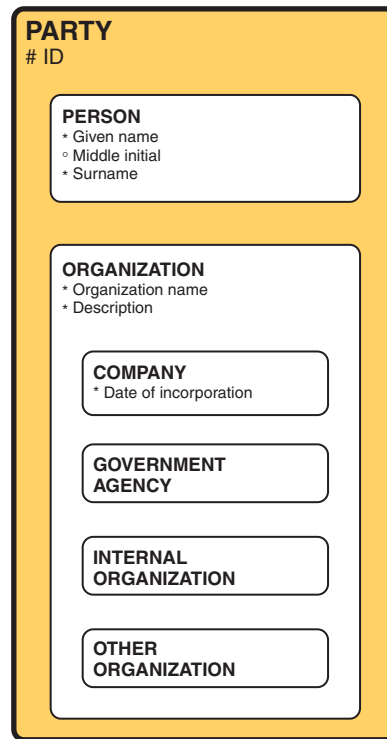 PARTY
# ID
PERSON
* Given name
° Middle initial
* Surname
ORGANIZATION
* Organization name
* Description
COMPANY
* Date of incorporation
GOVERNMENT
AGENCY
INTERNAL
ORGANIZATION
OTHER
ORGANIZATION